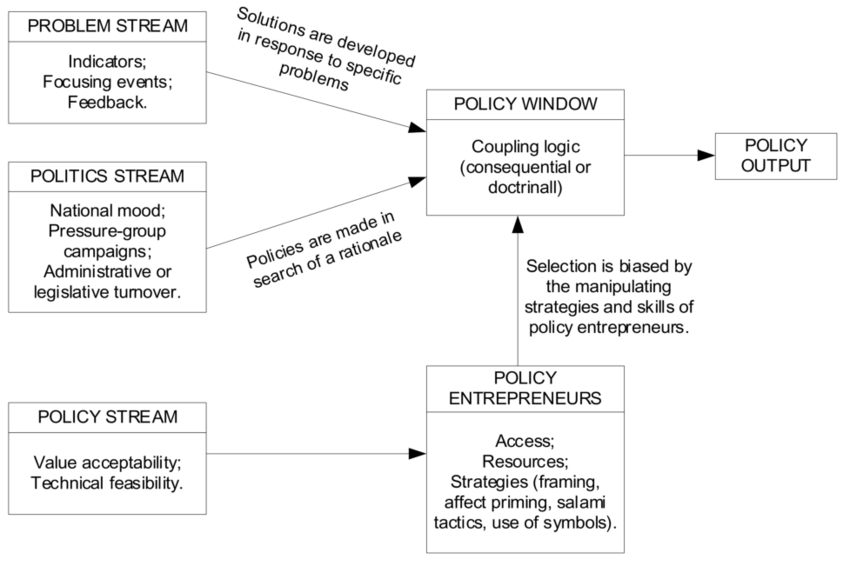 PROBLEM STREAM
Indicators;
Focusing events;
Feedback.
Solutions are developed
in response to specific
problems
POLITICS STREAM
National mood;
Pressure-group
campaigns;
Administrative or
legislative turnover.
Policies are made in
search of a rationale
POLICY WINDOW
Coupling logic
(consequential or
doctrinall)
POLICY
OUTPUT
Selection is biased by
the manipulating
strategies and skills of
policy entrepreneurs.
POLICY STREAM
Value acceptability;
Technical feasibility.
POLICY
ENTREPRENEURS
Access;
Resources;
Strategies (framing,
affect priming, salami
tactics, use of symbols).